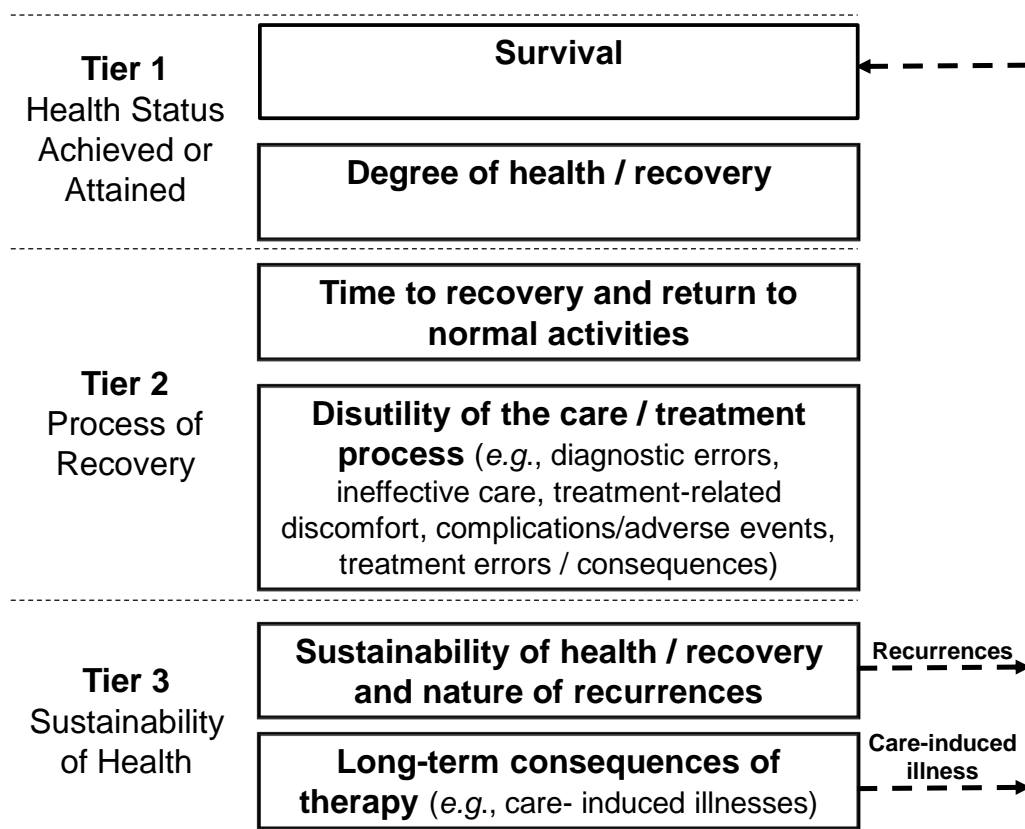 Tier 1
Health Status
Achieved or
Attained
Survival
Degree of health / recovery
Tier 2
Process of
Recovery
Time to recovery and return to
normal activities
Disutility of the care / treatment
process (e.g., diagnostic errors,
ineffective care, treatment-related
discomfort, complications/adverse events,
treatment errors / consequences)
Tier 3
Sustainability
of Health
Sustainability of health / recovery
and nature of recurrences
Recurrences
Long-term consequences of
therapy (e.g., care- induced illnesses)
Care-induced
illness